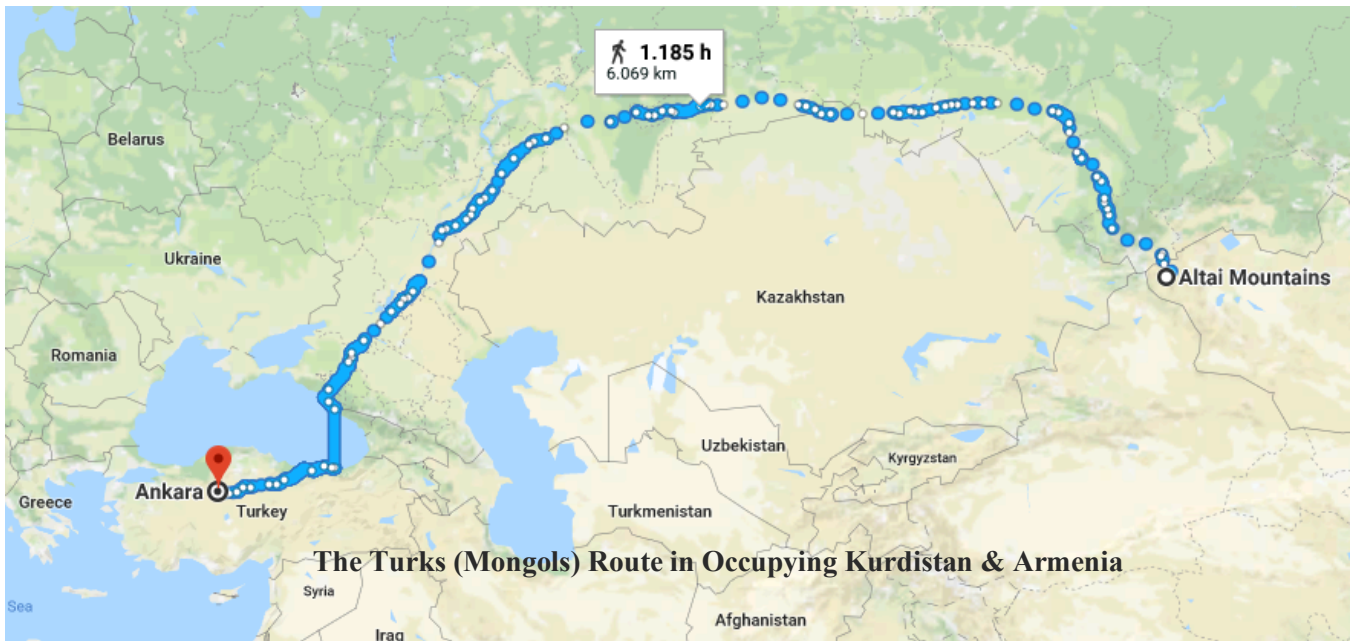 1.185 h
6.069 km
Belarus
Ukraine
Altai Mountains
Kazakhstan
Romania
Uzbekistan
Kyrgyzstan
Ankara
Greece
Turkey
Turkmenistan
The Turks (Mongols) Route in Occupying Kurdistan & Armenia
Syria
Sea
Afghanistan
Iraq